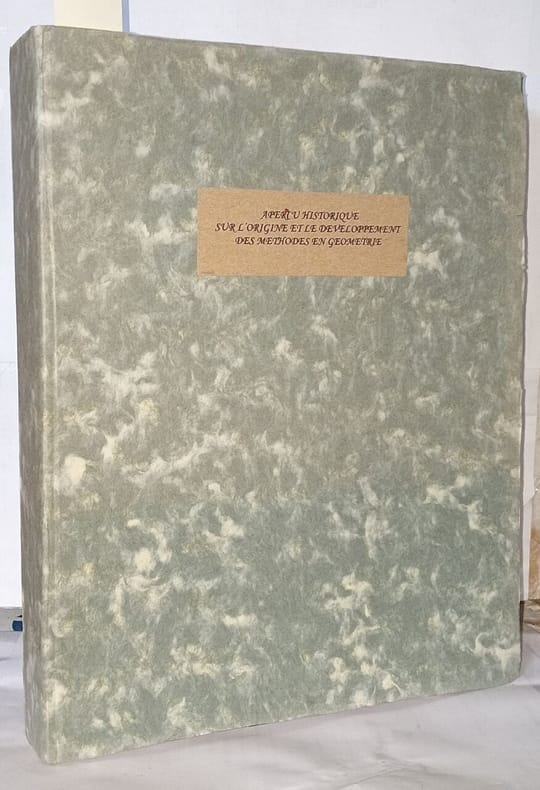 APERÇU HISTORIQUE
SUR L'ORIGINE ET LE DEVELOPPEMENT
DES METHODES EN GEOMETRIE